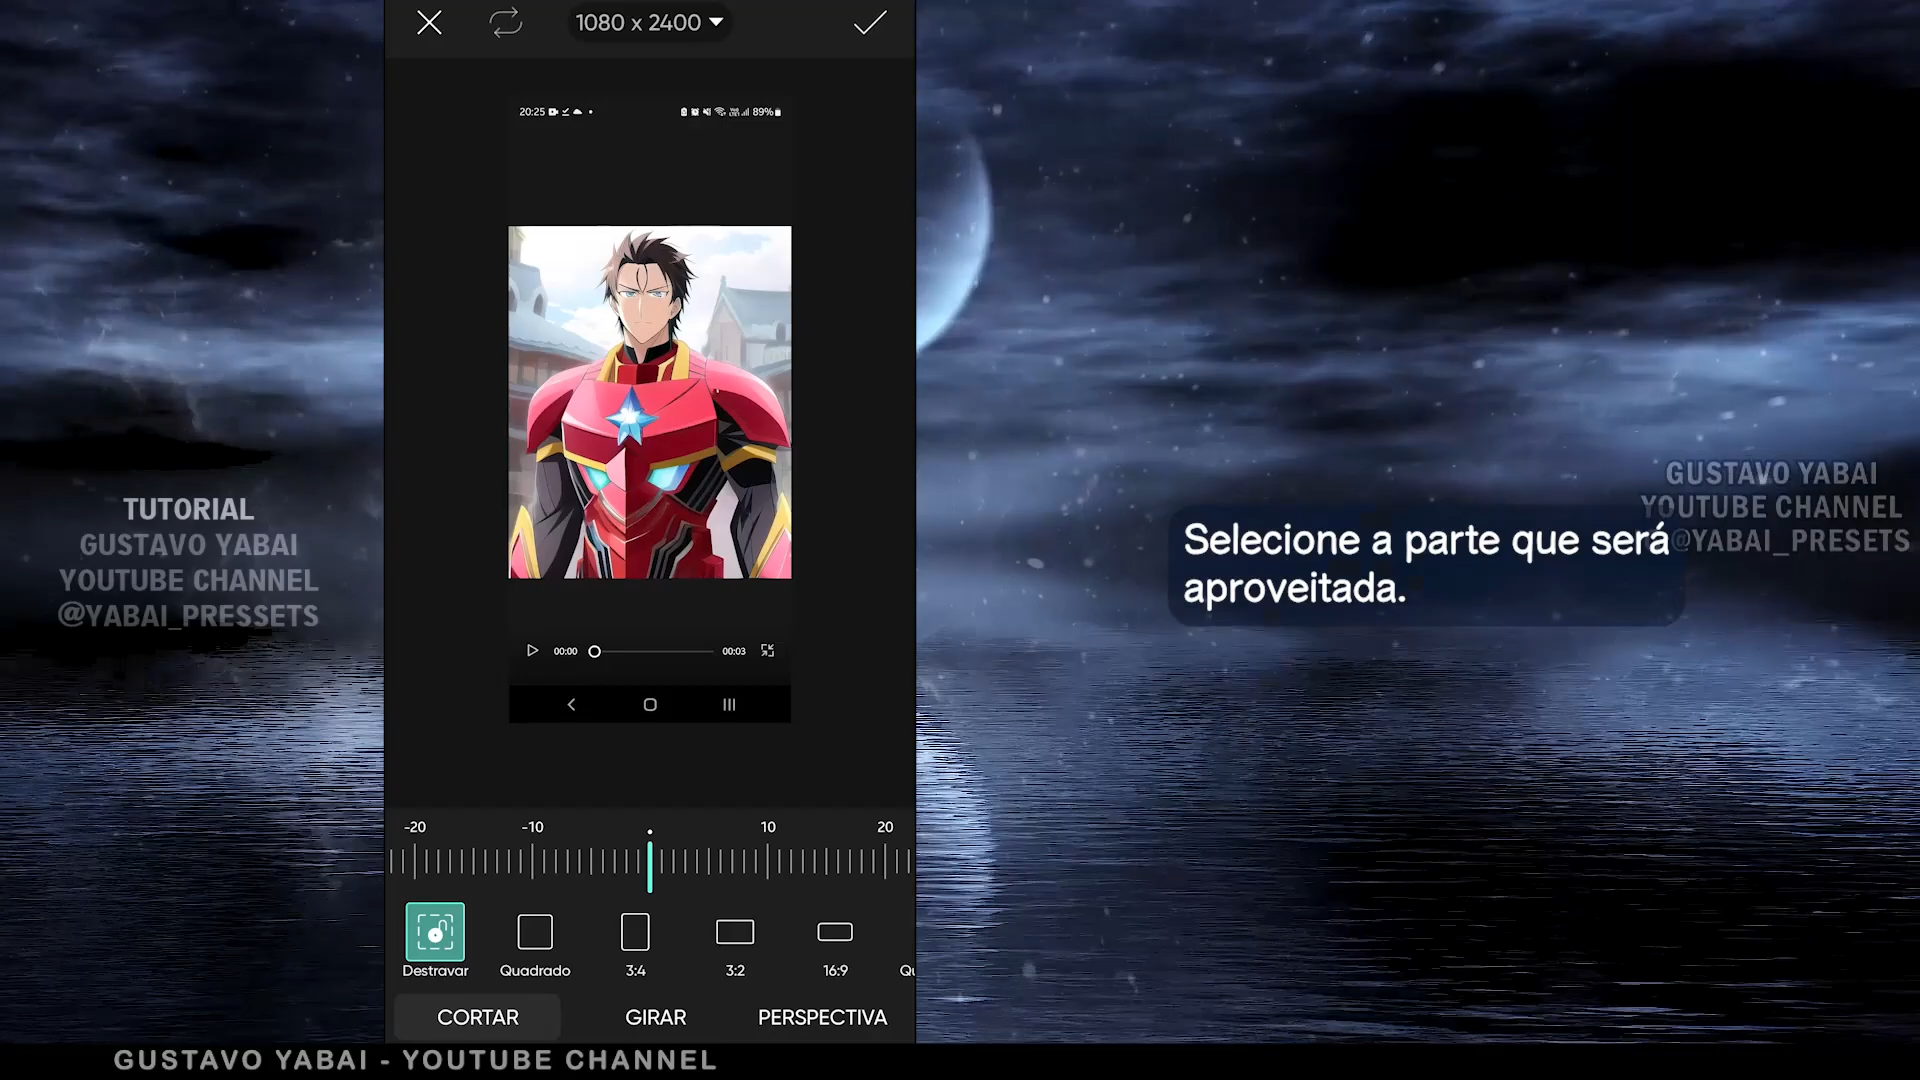 1080 x 2400
20:25
89%
00:00
00:03
-20
-10
10
20
Destravar
Quadrado
3:4
3:2
16:9
Qu
CORTAR
GIRAR
PERSPECTIVA
TUTORIAL
GUSTAVO YABAI
YOUTUBE CHANNEL
@YABAI_PRESSETS
Selecione a parte que será
aproveitada.
GUSTAVO YABAI
YOUTUBE CHANNEL
@YABAI_PRESETS
GUSTAVO YABAI - YOUTUBE CHANNEL